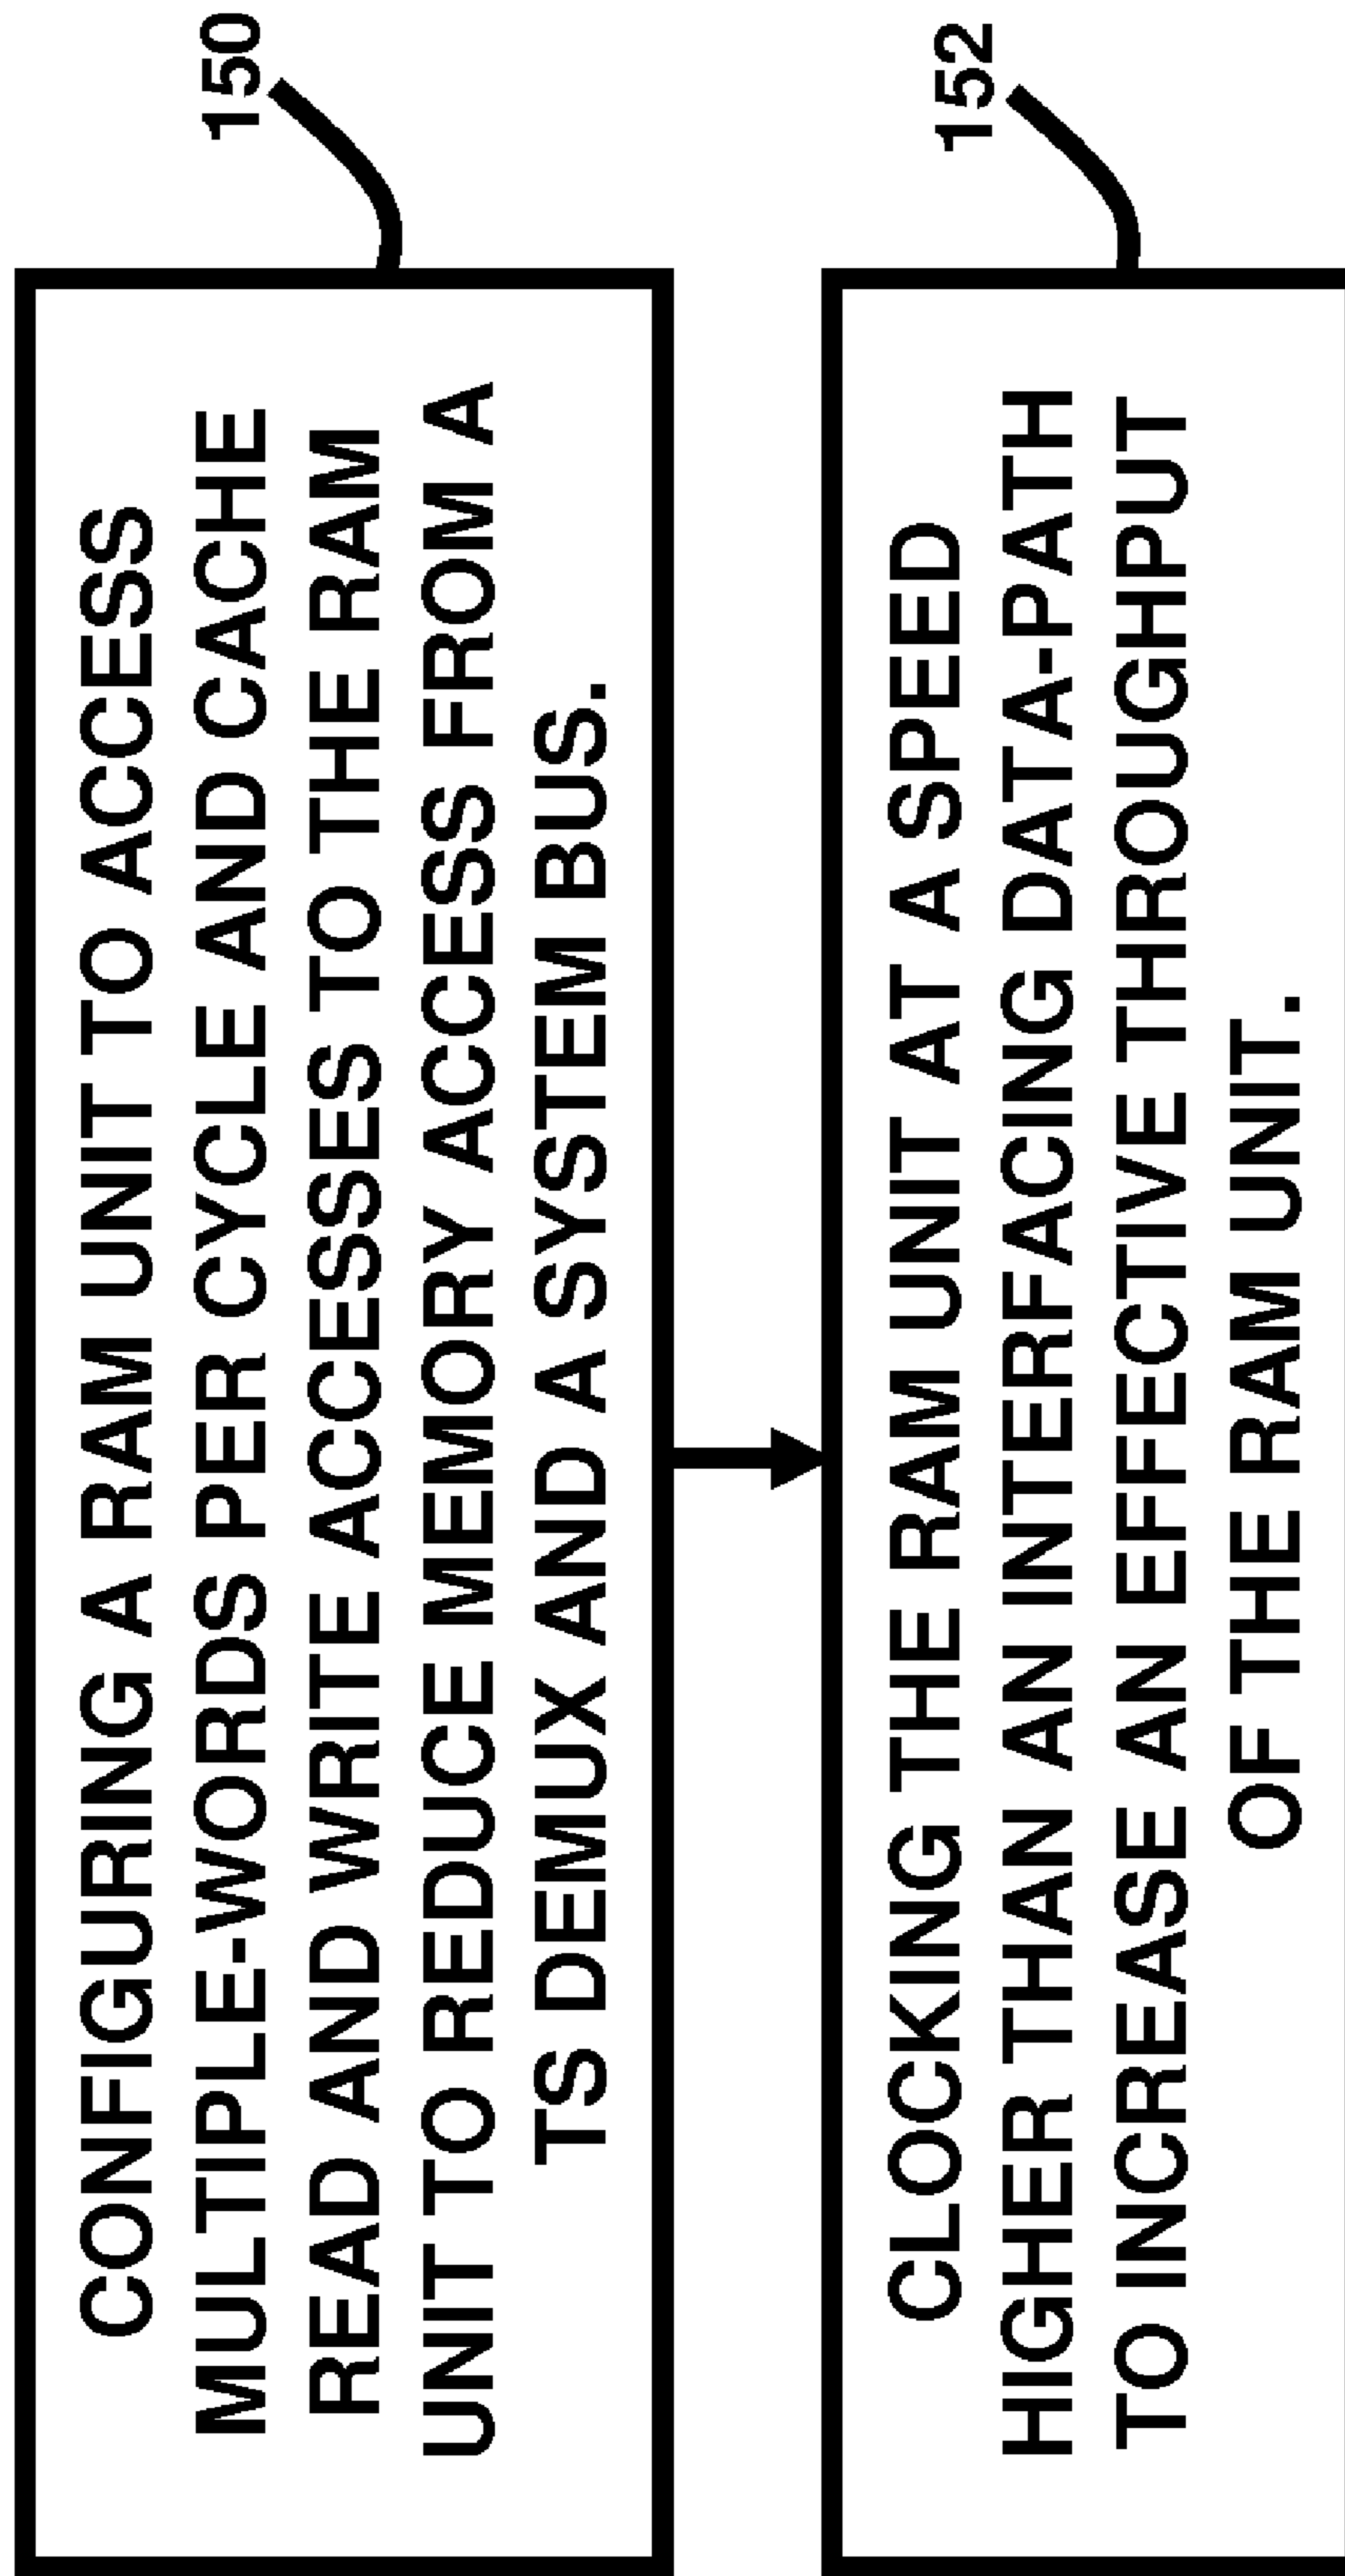 150
CONFIGURING A RAM UNIT TO ACCESS
MULTIPLE-WORDS PER CYCLE AND CACHE
READ AND WRITE ACCESSES TO THE RAM
UNIT TO REDUCE MEMORY ACCESS FROM A
TS DEMUX AND A SYSTEM BUS.
152
CLOCKING THE RAM UNIT AT A SPEED
HIGHER THAN AN INTERFACING DATA-PATH
TO INCREASE AN EFFECTIVE THROUGHPUT
OF THE RAM UNIT.